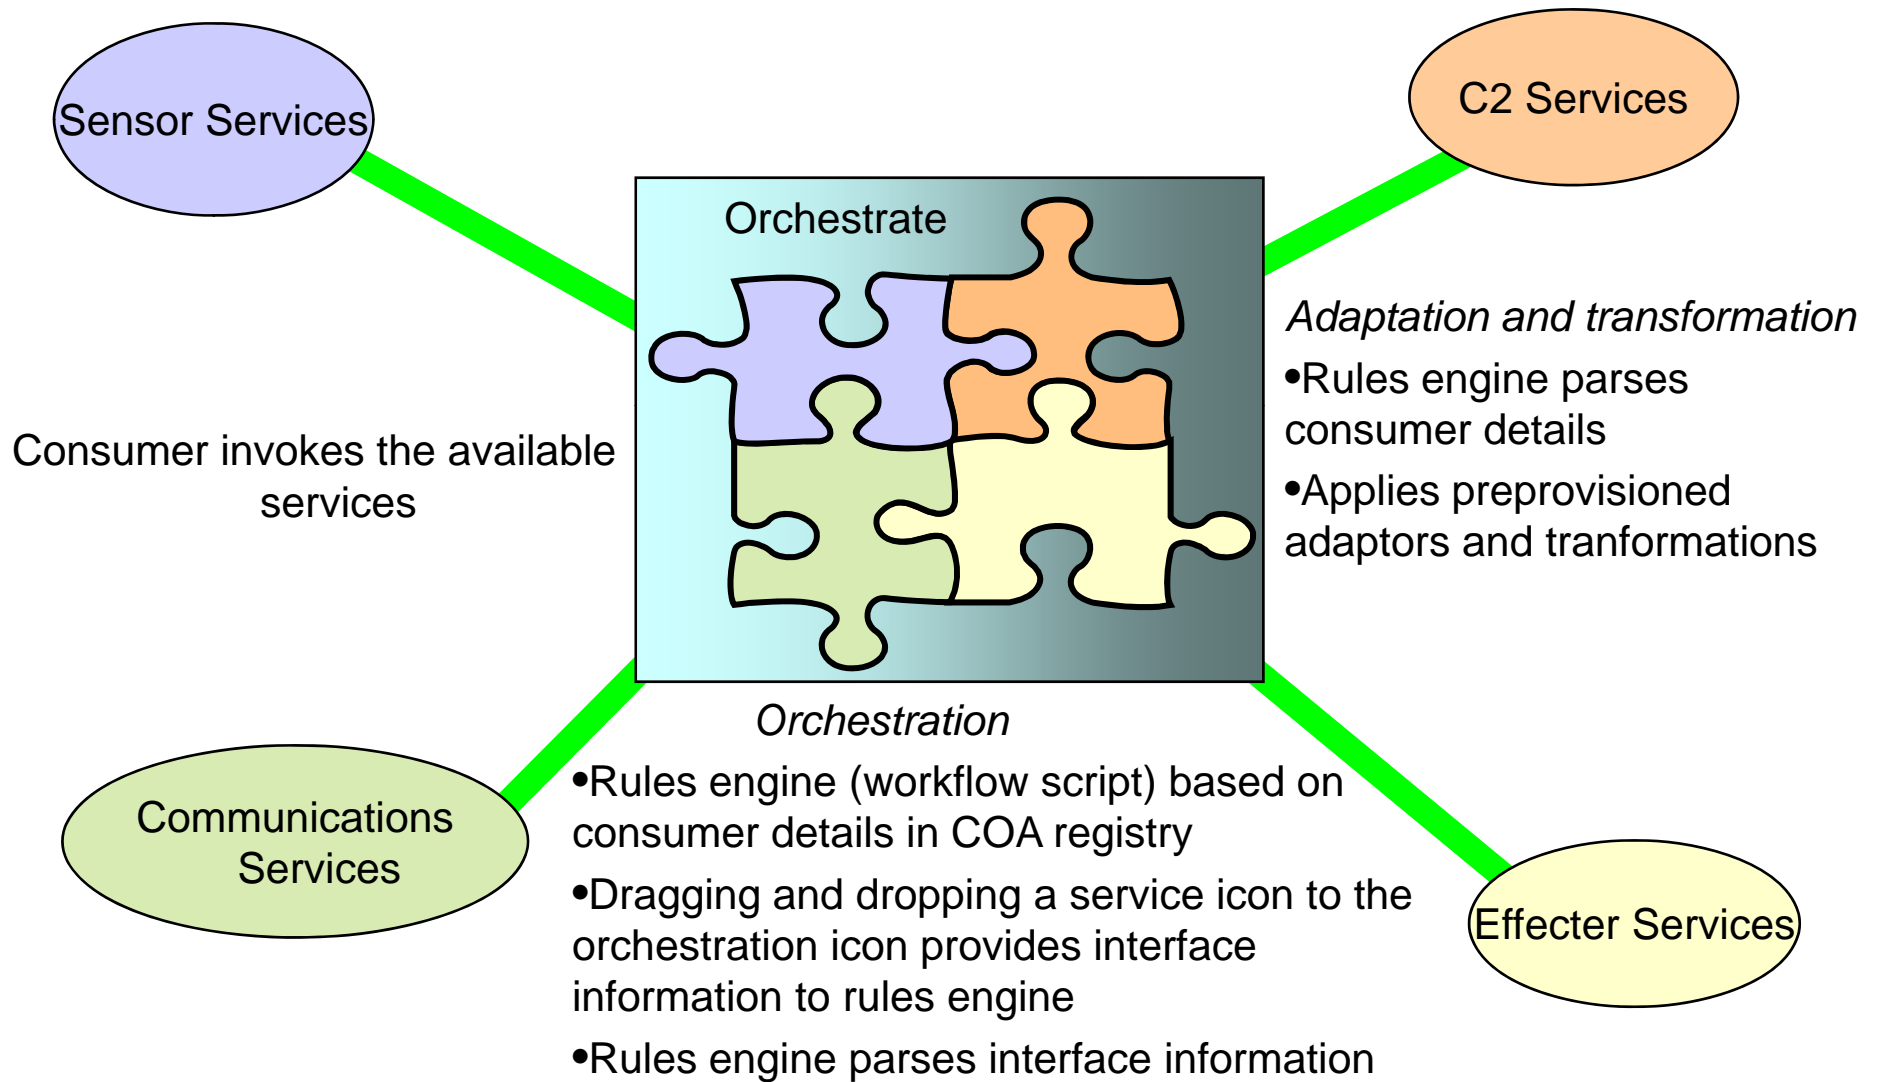 Sensor Services
C2 Services
Orchestrate
Adaptation and transformation
•Rules engine parses
consumer details
•Applies preprovisioned
adaptors and tranformations
Consumer invokes the available
services
Orchestration
•Rules engine (workflow script) based on
consumer details in COA registry
•Dragging and dropping a service icon to the
orchestration icon provides interface
information to rules engine
•Rules engine parses interface information
Communications
Services
Effecter Services